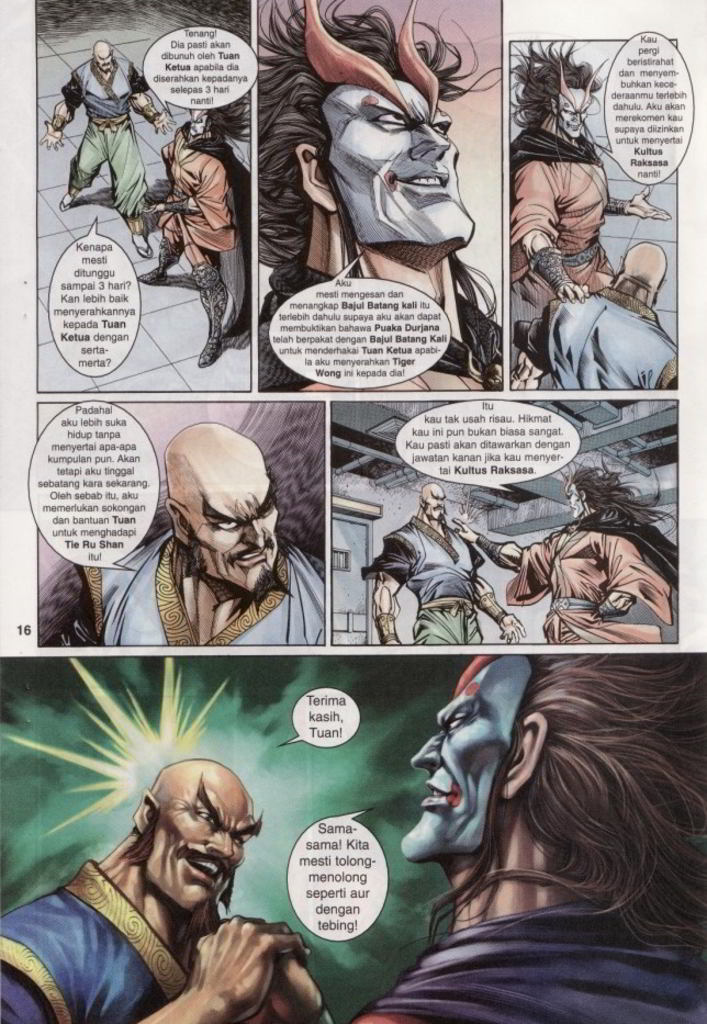 Tenang!
Dia pasti akan
dibunuh oleh Tuan
Ketua apabila dia
diserahkan kepadanya
selepas 3 hari
nanti!
Kenapa
mesti
ditunggu
sampai 3 hari?
Kan lebih baik
menyerahkannya
kepada Tuan
Ketua dengan
serta-
merta?
Aku
mesti mengesan dan
menangkap Bajul Batang kali itu
terlebih dahulu supaya aku dapat
membuktikan bahawa Puaka Durjana
telah berpakat dengan Bajul Batang Kali
untuk menderhakai Tuan Ketua apabi-
la aku menyerahkan Tiger
Wong ini kepada dia!
Kau
pergi
beristirahat
dan menyem-
buhkan kece-
deraanmu terlebih
dahulu. Aku akan
merekomen kau
supaya diizinkan
untuk menyertai
Kultus
Raksasa
nanti!
Padahal
aku lebih suka
hidup tanpa
menyertai apa-apa
kumpulan pun. Akan
tetapi aku tinggal
sebatang kara sekarang.
Oleh sebab itu, aku
memerlukan sokongan
dan bantuan Tuan
untuk menghadapi
Tie Ru Shan
itu!
Itu
kau tak usah risau. Hikmat
kau ini pun bukan biasa sangat.
Kau pasti akan ditawarkan dengan
jawatan kanan jika kau menyer-
tai Kultus Raksasa.
16
Terima
kasih,
Tuan!
Sama-
sama! Kita
mesti tolong-
menolong
seperti aur
dengan
tebing!